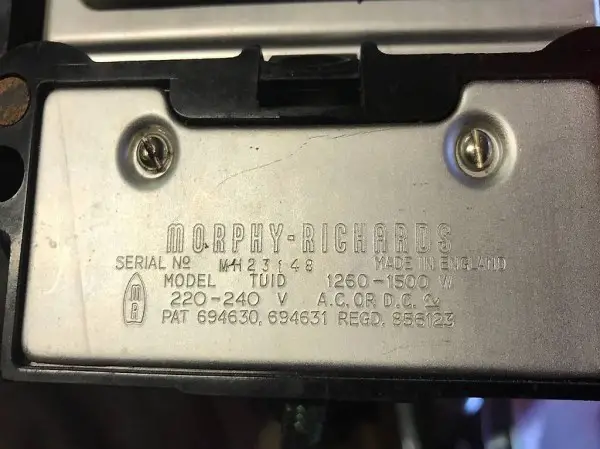 MORPHY-RICHARDS
SERIAL Nº MH23148 MADE IN ENGLAND
MODEL TUID 1260-1500 W
MR 220-240 V A.C. OR D.C.
PAT 694630, 694631 REGD. 856123